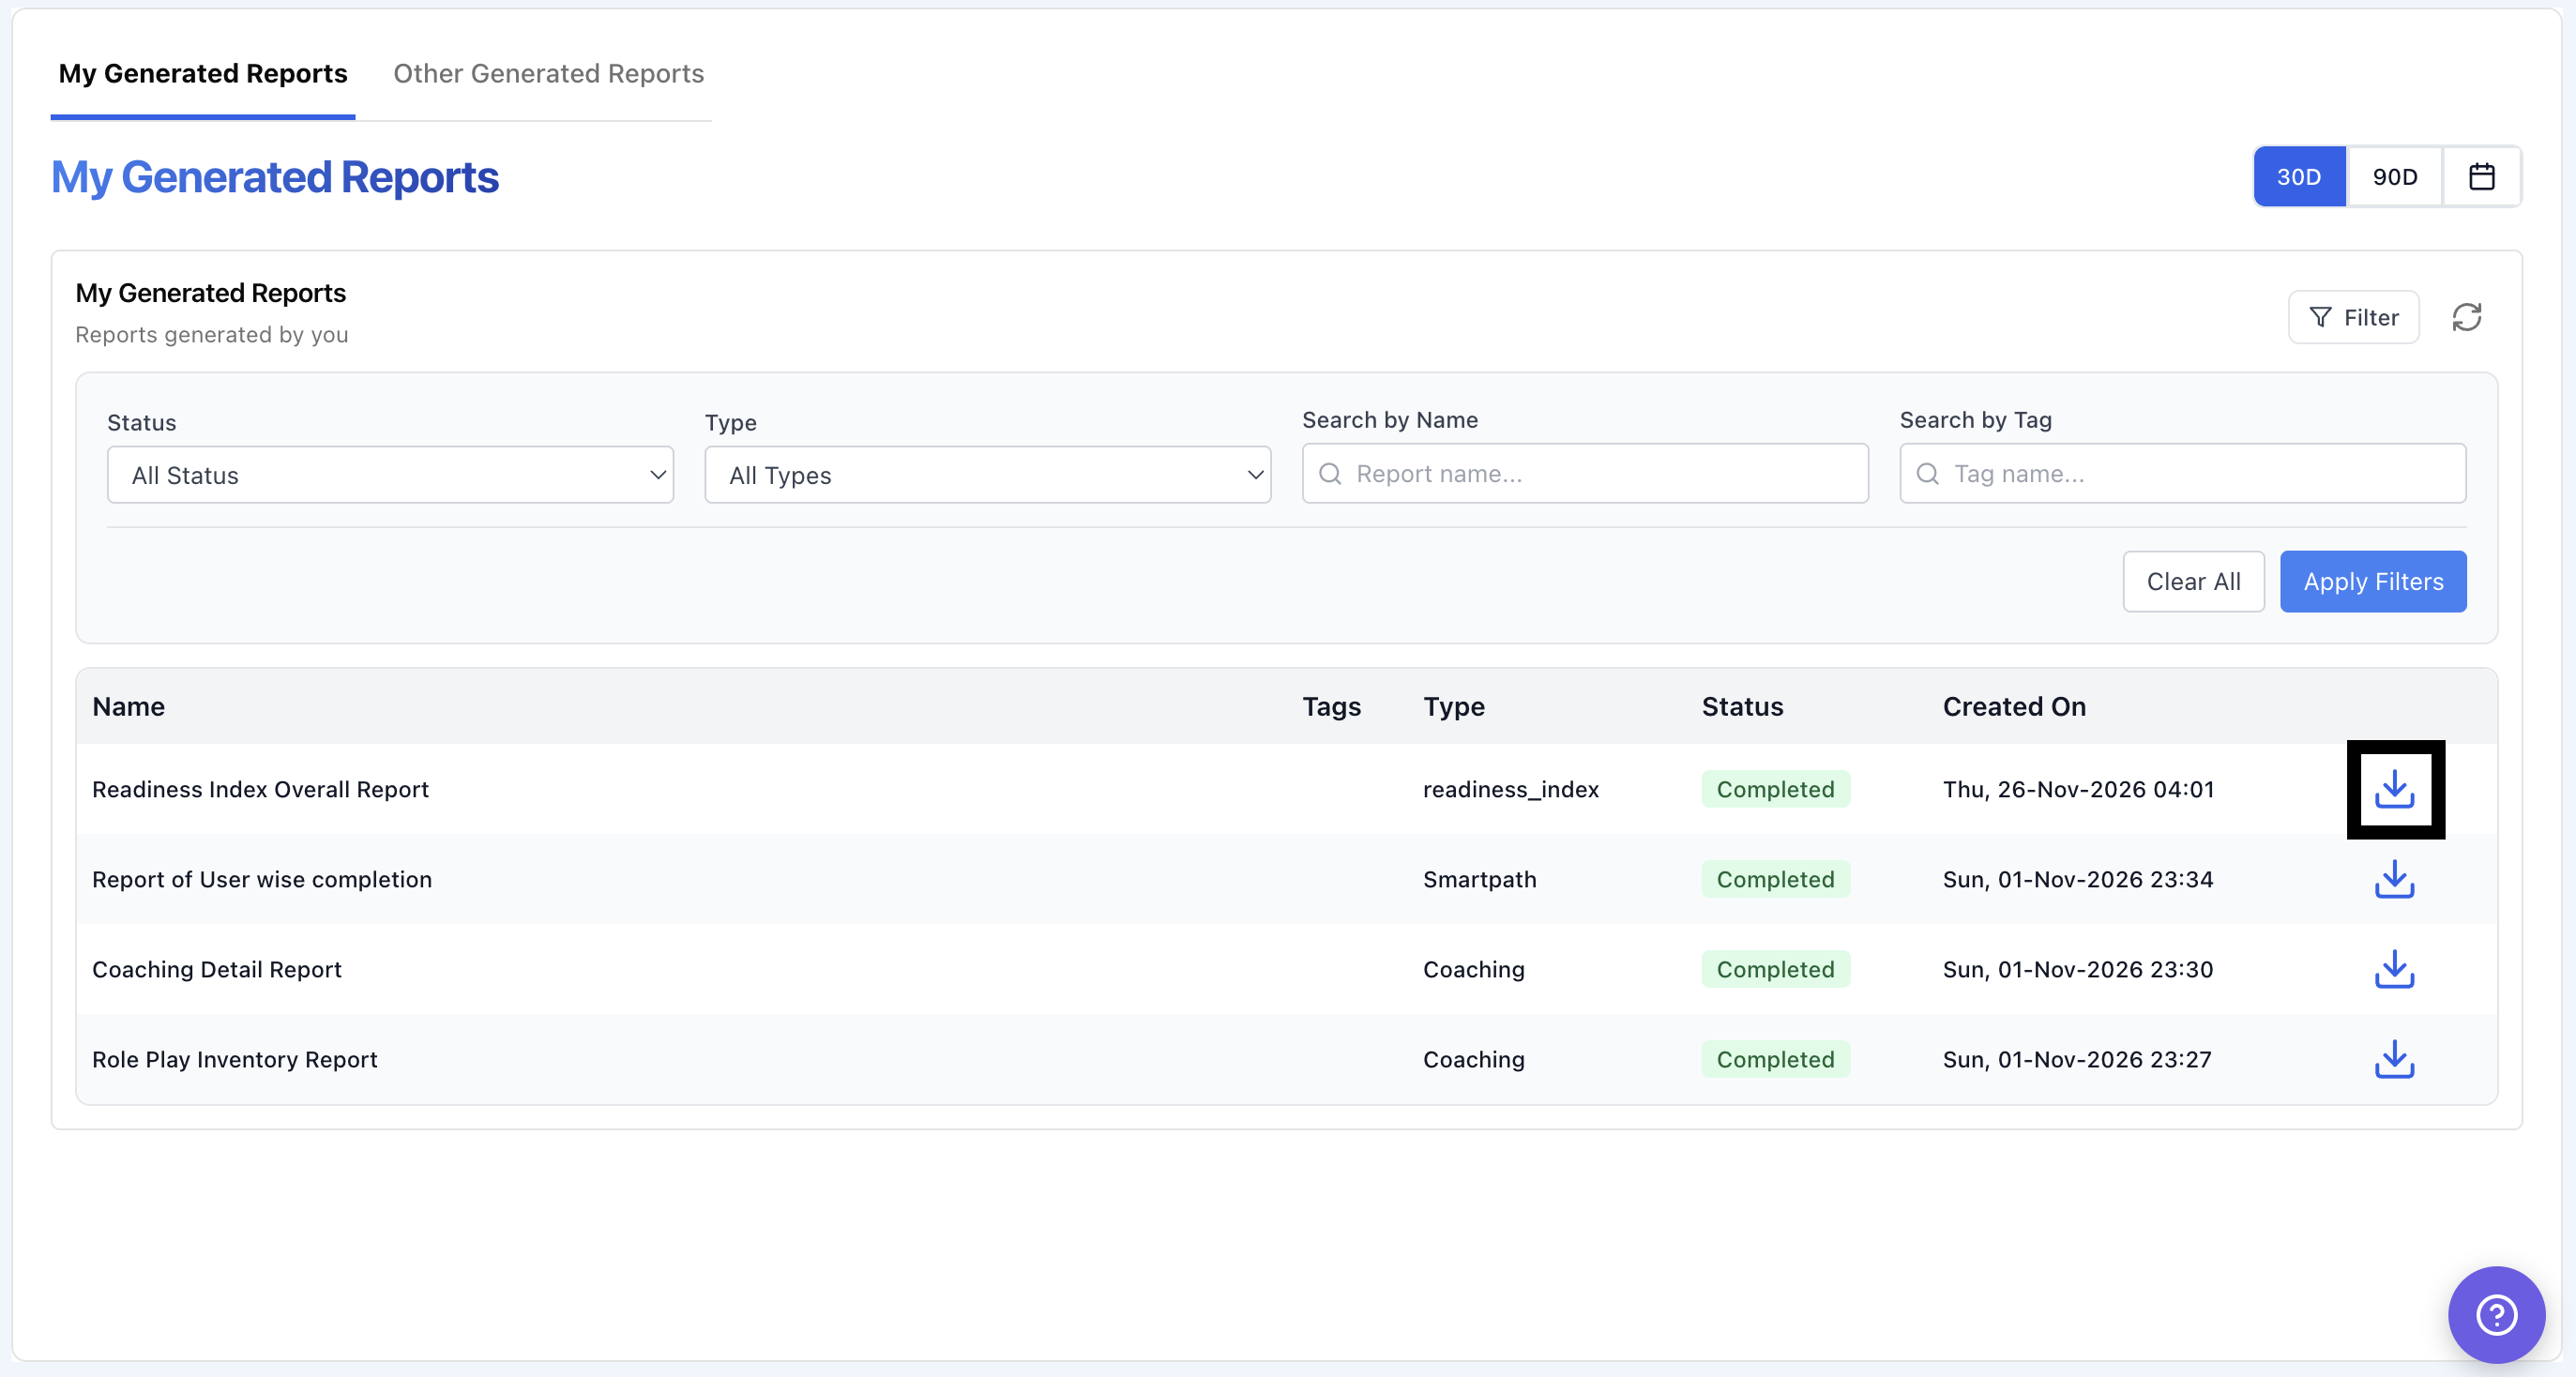 My Generated Reports Other Generated Reports
My Generated Reports
30D 90D
My Generated Reports
Reports generated by you
Filter
Status Type Search by Name Search by Tag
All Status All Types Report name... Tag name...
Clear All Apply Filters
Name Tags Type Status Created On
Readiness Index Overall Report readiness_index Completed Thu, 26-Nov-2026 04:01
Report of User wise completion Smartpath Completed Sun, 01-Nov-2026 23:34
Coaching Detail Report Coaching Completed Sun, 01-Nov-2026 23:30
Role Play Inventory Report Coaching Completed Sun, 01-Nov-2026 23:27